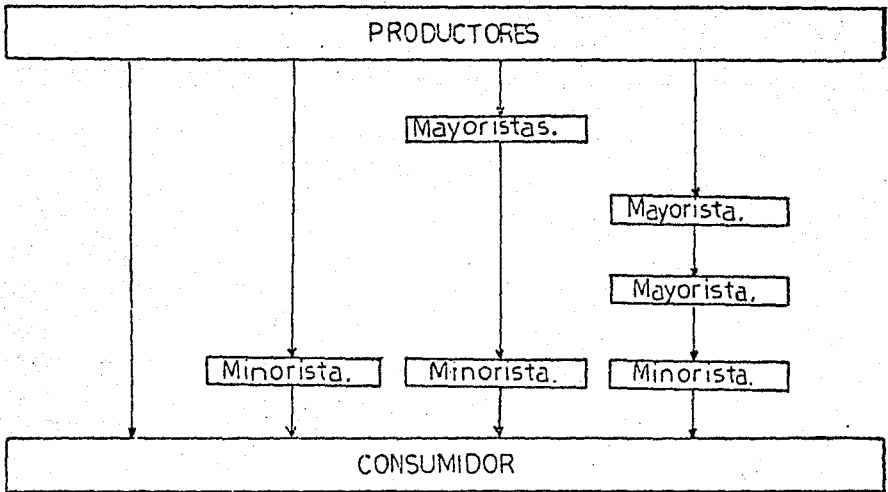 PRODUCTORES
Mayoristas.
Mayorista.
Mayorista.
Minorista.
Minorista.
Minorista.
CONSUMIDOR